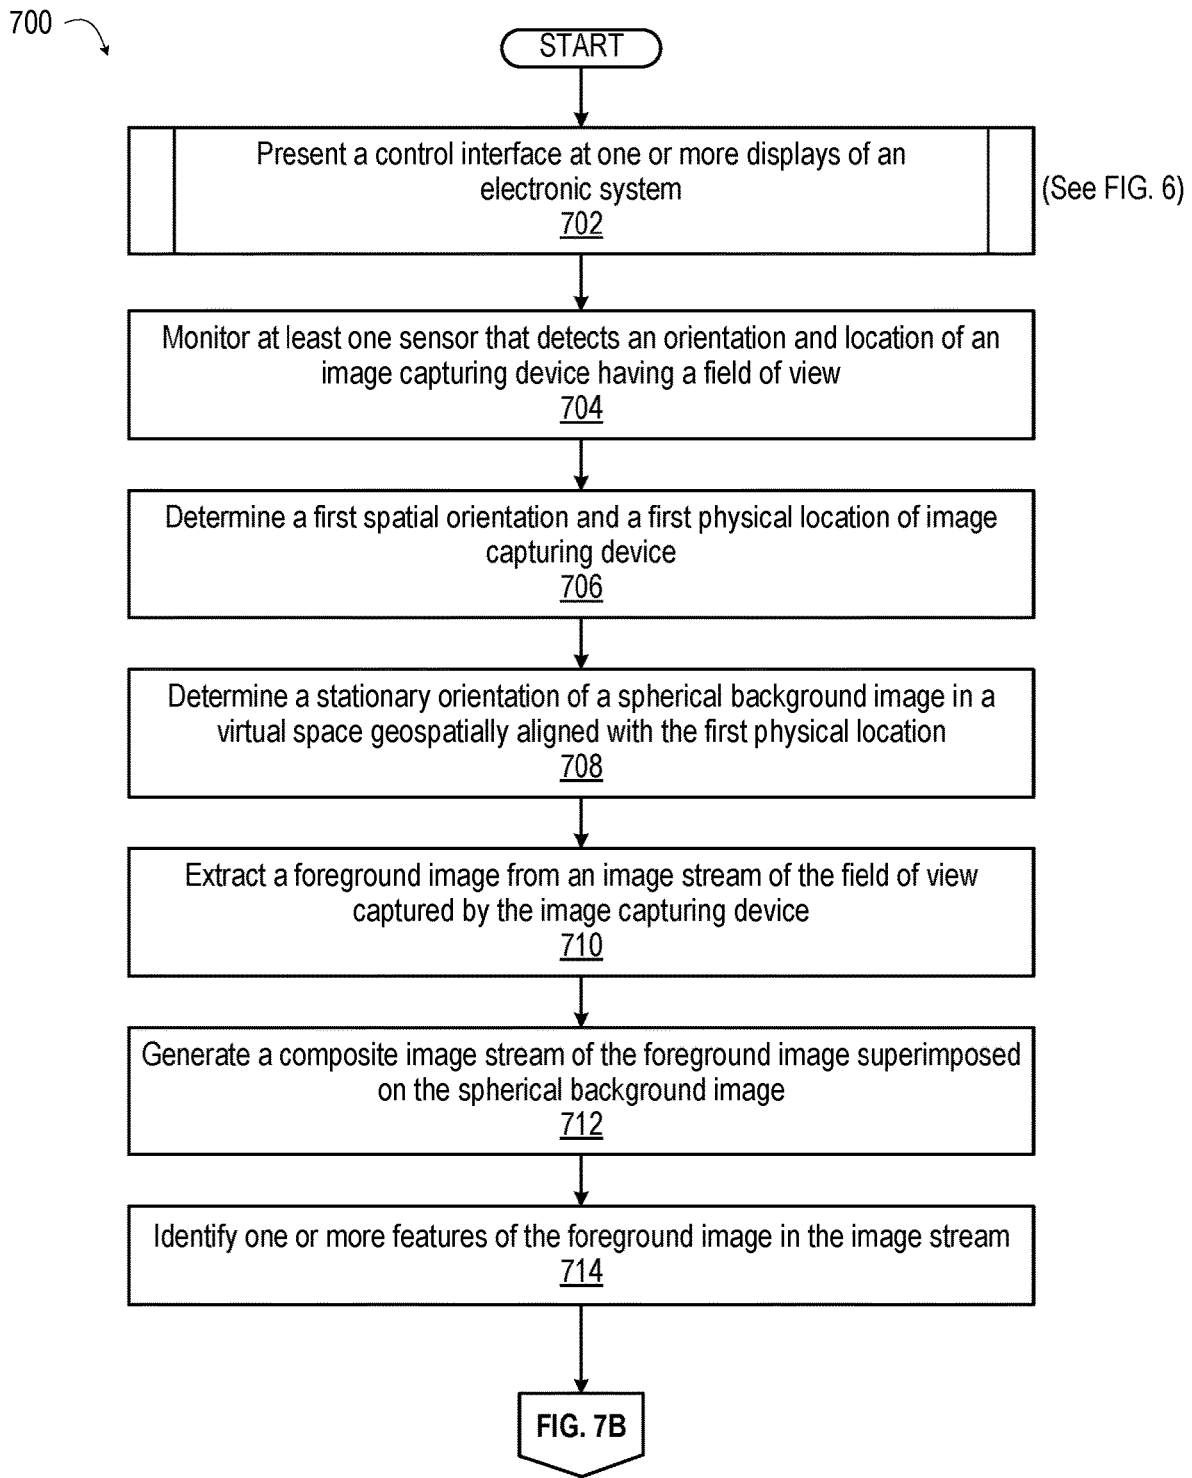 700
START
Present a control interface at one or more displays of an
electronic system
702
(See FIG. 6)
Monitor at least one sensor that detects an orientation and location of an
image capturing device having a field of view
704
Determine a first spatial orientation and a first physical location of image
capturing device
706
Determine a stationary orientation of a spherical background image in a
virtual space geospatially aligned with the first physical location
708
Extract a foreground image from an image stream of the field of view
captured by the image capturing device
710
Generate a composite image stream of the foreground image superimposed
on the spherical background image
712
Identify one or more features of the foreground image in the image stream
714
FIG. 7B